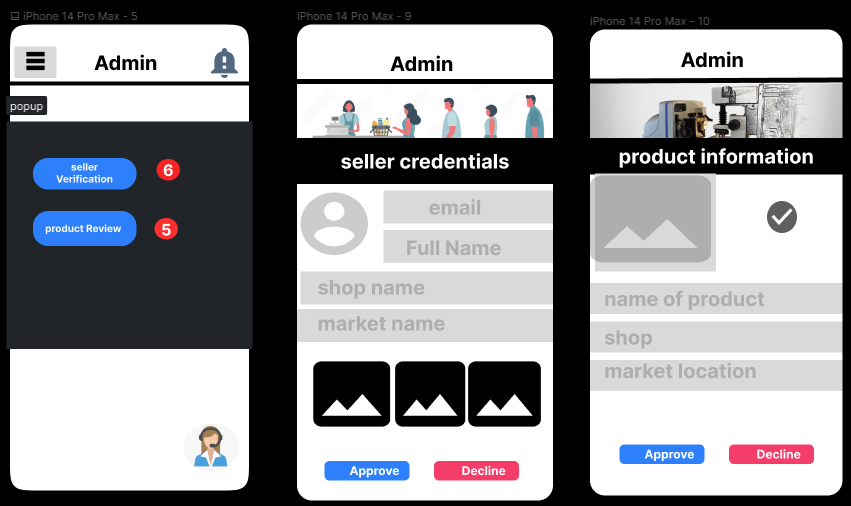 iPhone 14 Pro Max - 5
Admin
popup
seller
Verification
6
product Review
5
iPhone 14 Pro Max - 9
Admin
seller credentials
email
Full Name
shop name
market name
Approve
Decline
iPhone 14 Pro Max - 10
Admin
product information
name of product
shop
market location
Approve
Decline